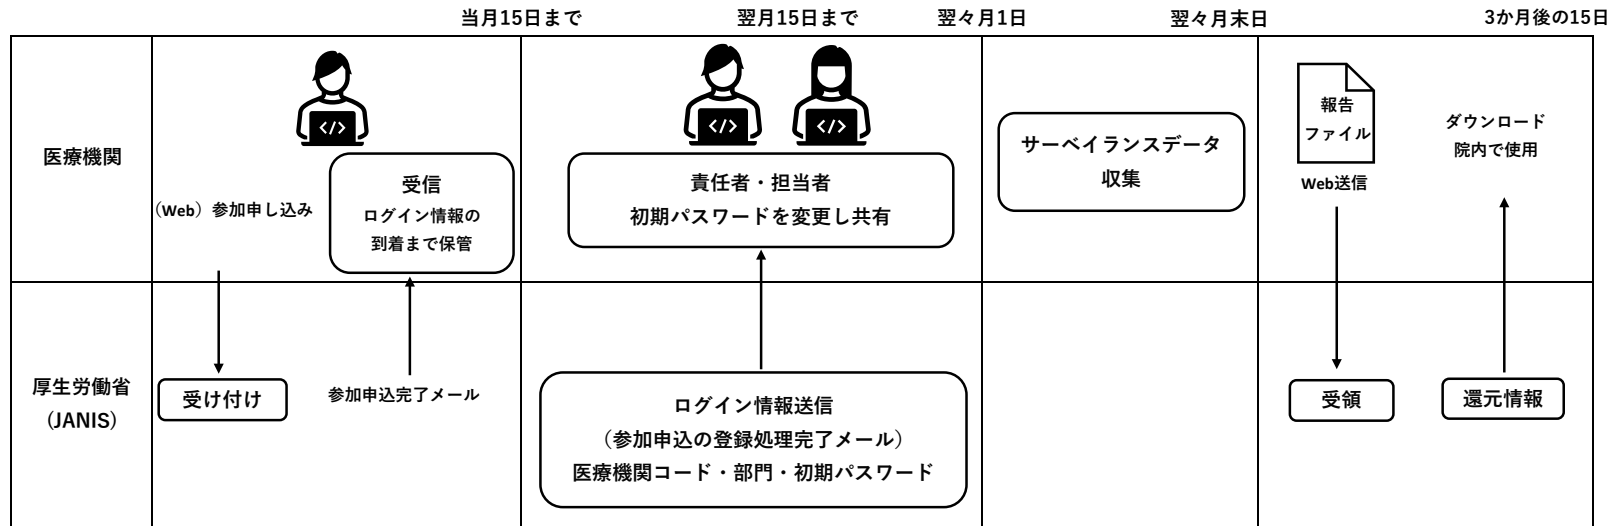 当月15日まで
翌月15日まで
翌々月1日
翌々月末日
3か月後の15日
医療機関
（Web）参加申し込み
</>
受信
ログイン情報の
到着まで保管
</>
</>
責任者・担当者
初期パスワードを変更し共有
サーベイランスデータ
収集
報告
ファイル
Web送信
ダウンロード
院内で使用
厚生労働省
（JANIS）
受け付け
参加申込完了メール
ログイン情報送信
（参加申込の登録処理完了メール）
医療機関コード・部門・初期パスワード
受領
還元情報